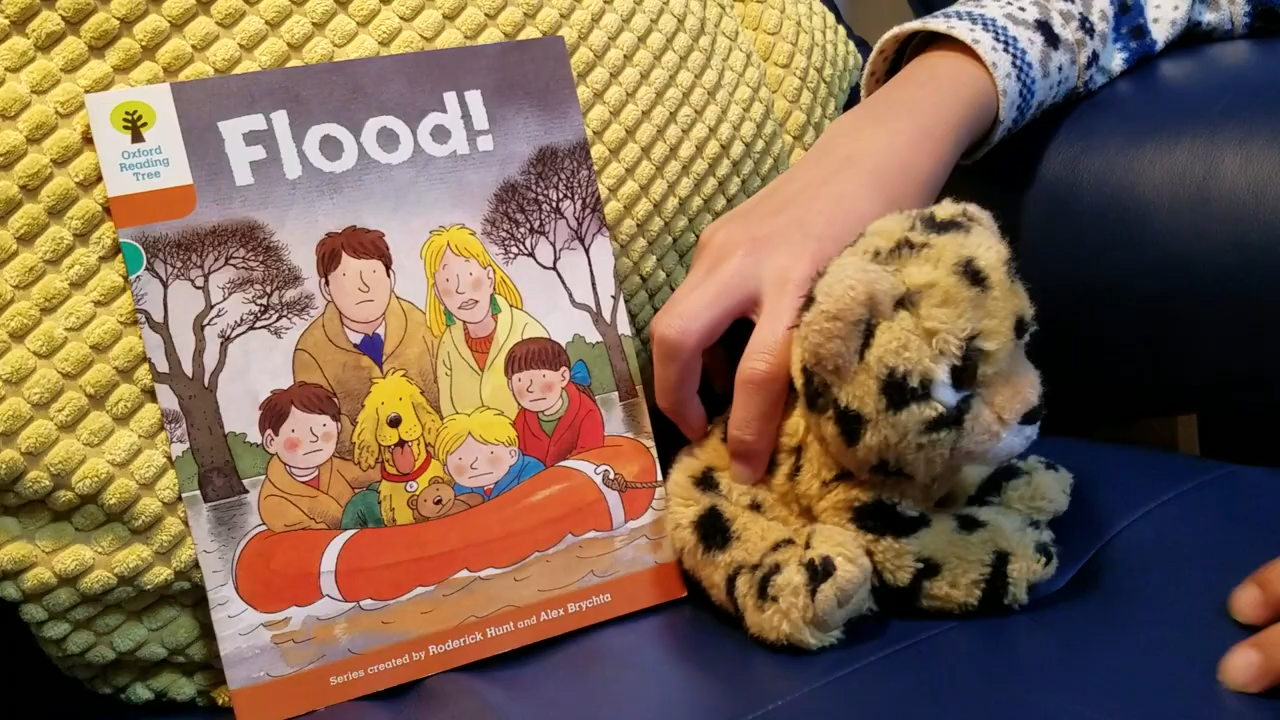 Oxford
Reading
Tree
Flood!
Series created by Roderick Hunt and Alex Brychta